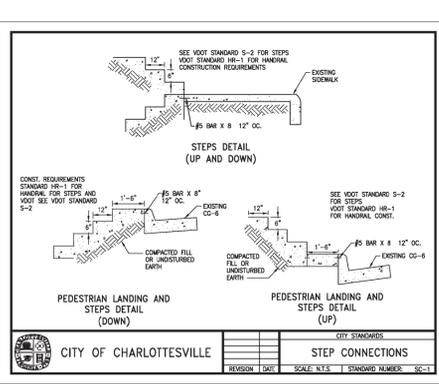 12"
SEE VDOT STANDARD S-2 FOR STEPS
VDOT STANDARD HR-1 FOR HANDRAIL
CONSTRUCTION REQUIREMENTS
6"
EXISTING
SIDEWALK
#5 BAR X 8 12" OC.
STEPS DETAIL
(UP AND DOWN)
CONST. REQUIREMENTS
STANDARD HR-1 FOR
HANDRAIL FOR STEPS AND
VDOT SEE VDOT STANDARD
S-2
1'-6"
12"
6"
#5 BAR X 8"
12" OC.
EXISTING
CG-6
COMPACTED FILL
OR UNDISTURBED
EARTH
PEDESTRIAN LANDING AND
STEPS DETAIL
(DOWN)
SEE VDOT STANDARD S-2
FOR STEPS
VDOT STANDARD HR-1
FOR HANDRAIL CONST.
12"
6"
1'-6"
#5 BAR X 8 12" OC.
EXISTING CG-6
COMPACTED
FILL OR
UNDISTURBED
EARTH
PEDESTRIAN LANDING AND
STEPS DETAIL
(UP)
CITY OF CHARLOTTESVILLE
REVISION DATE
CITY STANDARDS
STEP CONNECTIONS
SCALE: N.T.S. STANDARD NUMBER: SC-1